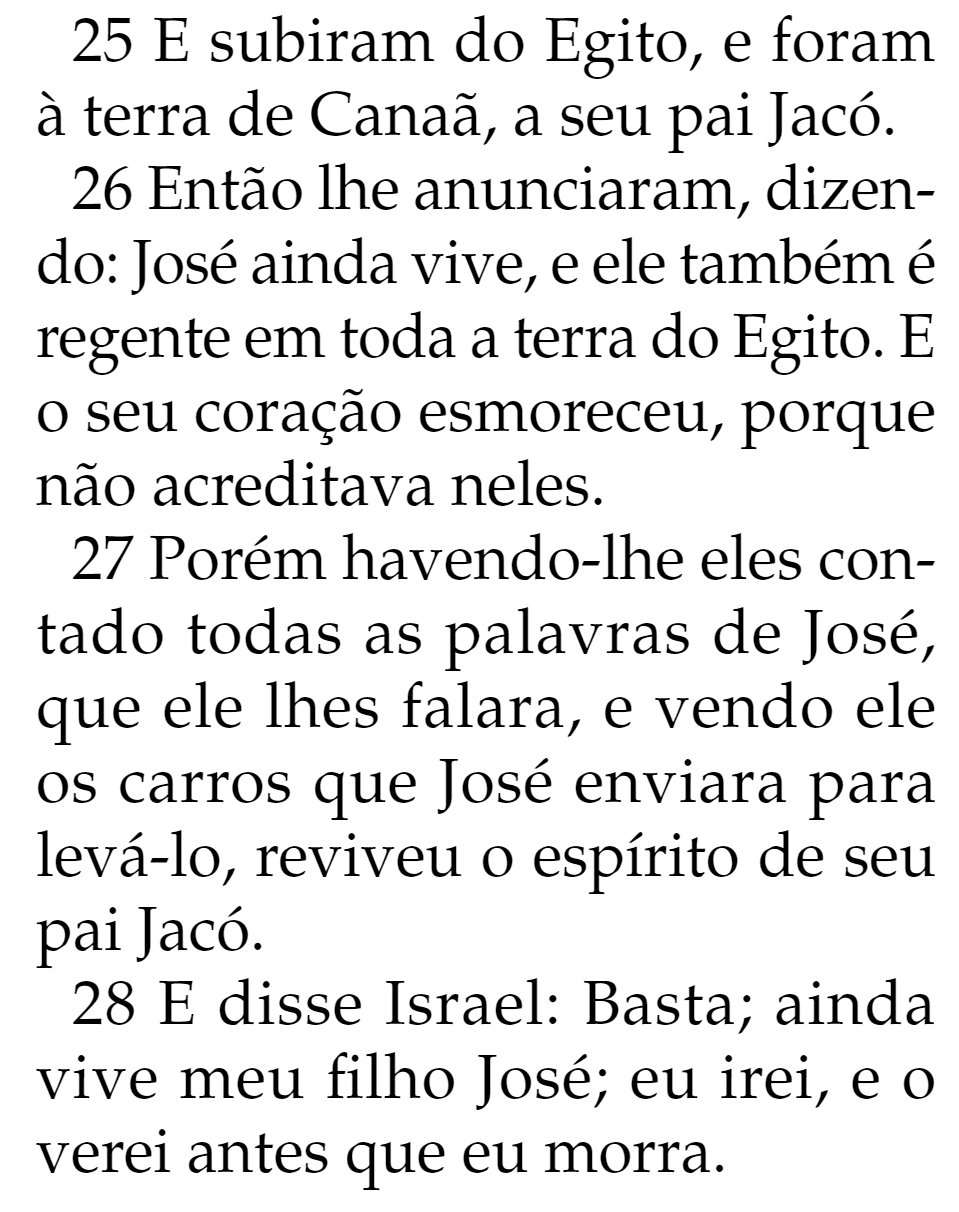 25 E subiram do Egito, e foram
à terra de Canaã, a seu pai Jacó.
26 Então lhe anunciaram, dizen-
do: José ainda vive, e ele também é
regente em toda a terra do Egito. E
o seu coração esmoreceu, porque
não acreditava neles.
27 Porém havendo-lhe eles con-
tado todas as palavras de José,
que ele lhes falara, e vendo ele
os carros que José enviara para
levá-lo, reviveu o espírito de seu
pai Jacó.
28 E disse Israel: Basta; ainda
vive meu filho José; eu irei, e o
verei antes que eu morra.